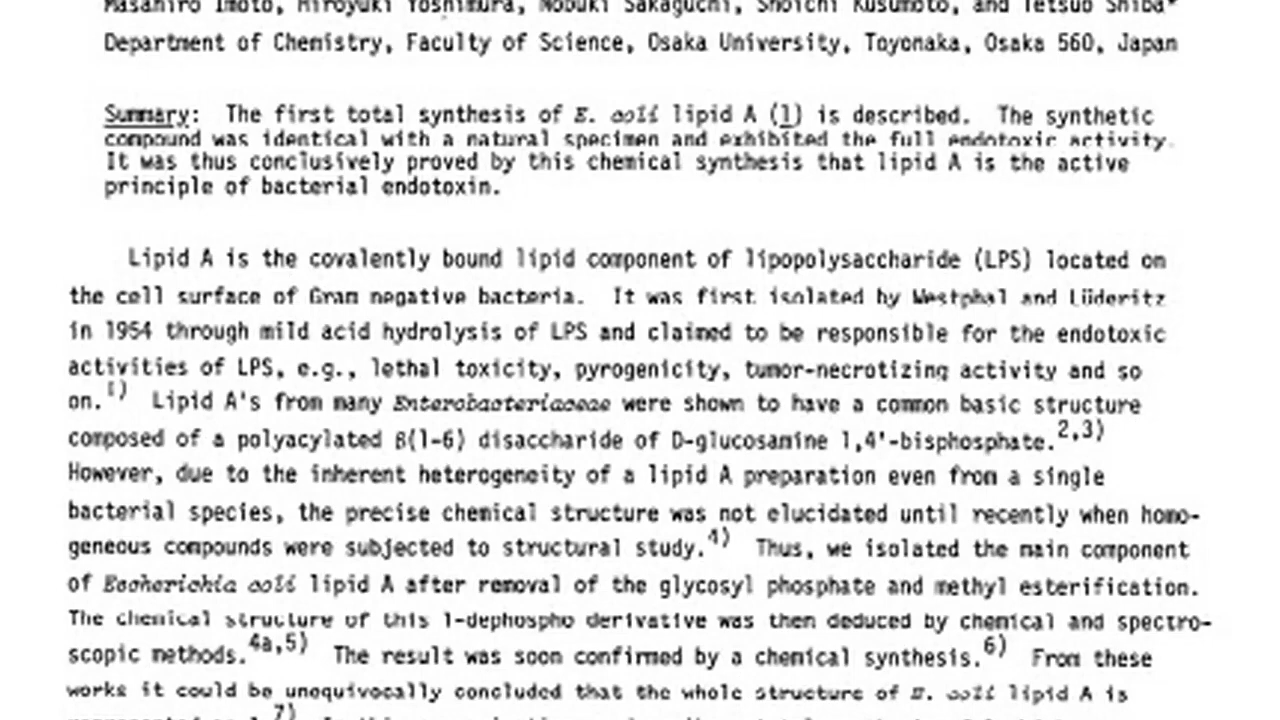 Masahiro Imoto, Hiroyuki Yoshimura, Nobuki Sakaguchi, Shoichi Kusumoto, and Tetsuo Shiba*
Department of Chemistry, Faculty of Science, Osaka University, Toyonaka, Osaka 560, Japan
Summary: The first total synthesis of E. coli lipid A (1) is described. The synthetic
compound was identical with a natural specimen and exhibited the full endotoxic activity.
It was thus conclusively proved by this chemical synthesis that lipid A is the active
principle of bacterial endotoxin.
Lipid A is the covalently bound lipid component of lipopolysaccharide (LPS) located on
the cell surface of Gram negative bacteria. It was first isolated by Westphal and Lüderitz
in 1954 through mild acid hydrolysis of LPS and claimed to be responsible for the endotoxic
activities of LPS, e.g., lethal toxicity, pyrogenicity, tumor-necrotizing activity and so
on.1) Lipid A's from many Enterobacteriaceae were shown to have a common basic structure
composed of a polyacylated β(1-6) disaccharide of D-glucosamine 1,4'-bisphosphate.2,3)
However, due to the inherent heterogeneity of a lipid A preparation even from a single
bacterial species, the precise chemical structure was not elucidated until recently when homo-
geneous compounds were subjected to structural study.4) Thus, we isolated the main component
of Escherichia coli lipid A after removal of the glycosyl phosphate and methyl esterification.
The chemical structure of this 1-dephospho derivative was then deduced by chemical and spectro-
scopic methods.4a,5) The result was soon confirmed by a chemical synthesis.6) From these
works it could be unequivocally concluded that the whole structure of E. coli lipid A is
7)